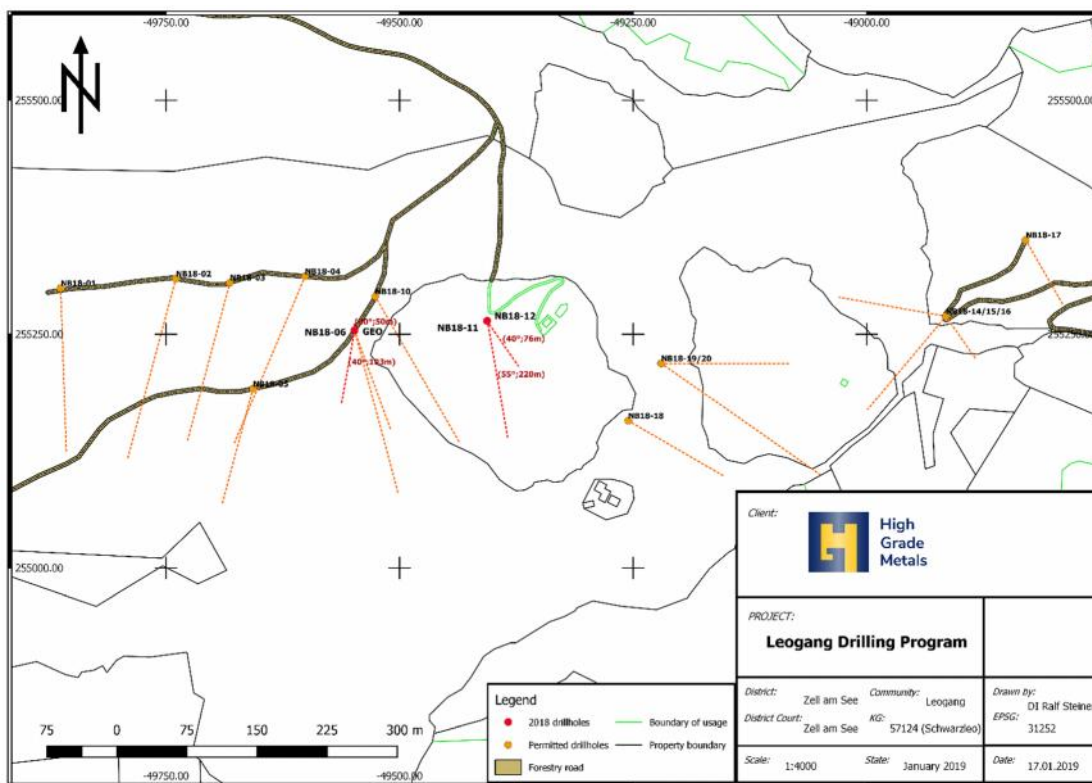 -49750.00 -49500.00 -49250.00 -49000.00
N
255500.00 255500.00
NB18-17
NB18-02
NB18-04
NB18-01
NB18-03
NB18-10
NB18-12
NB18-14/15/16
NB18-06 GEO
NB18-11
255250.00
(40°;76m)
NB18-19/20
(55°;220m)
NB18-05
NB18-18
255000.00
Client:
High
Grade
Metals
PROJECT:
Leogang Drilling Program
District: Zell am See Community: Leogang
District Court: Zell am See KG: 57124 (Schwarzleo)
Drawn by:
DI Ralf Steine
EPSG:
31252
Scale: 1:4000 State: January 2019 Date: 17.01.2019
Legend
2018 drillholes Boundary of usage
Permitted drillholes Property boundary
Forestry road
75 0 75 150 225 300 m
-49750.00 -49500.00